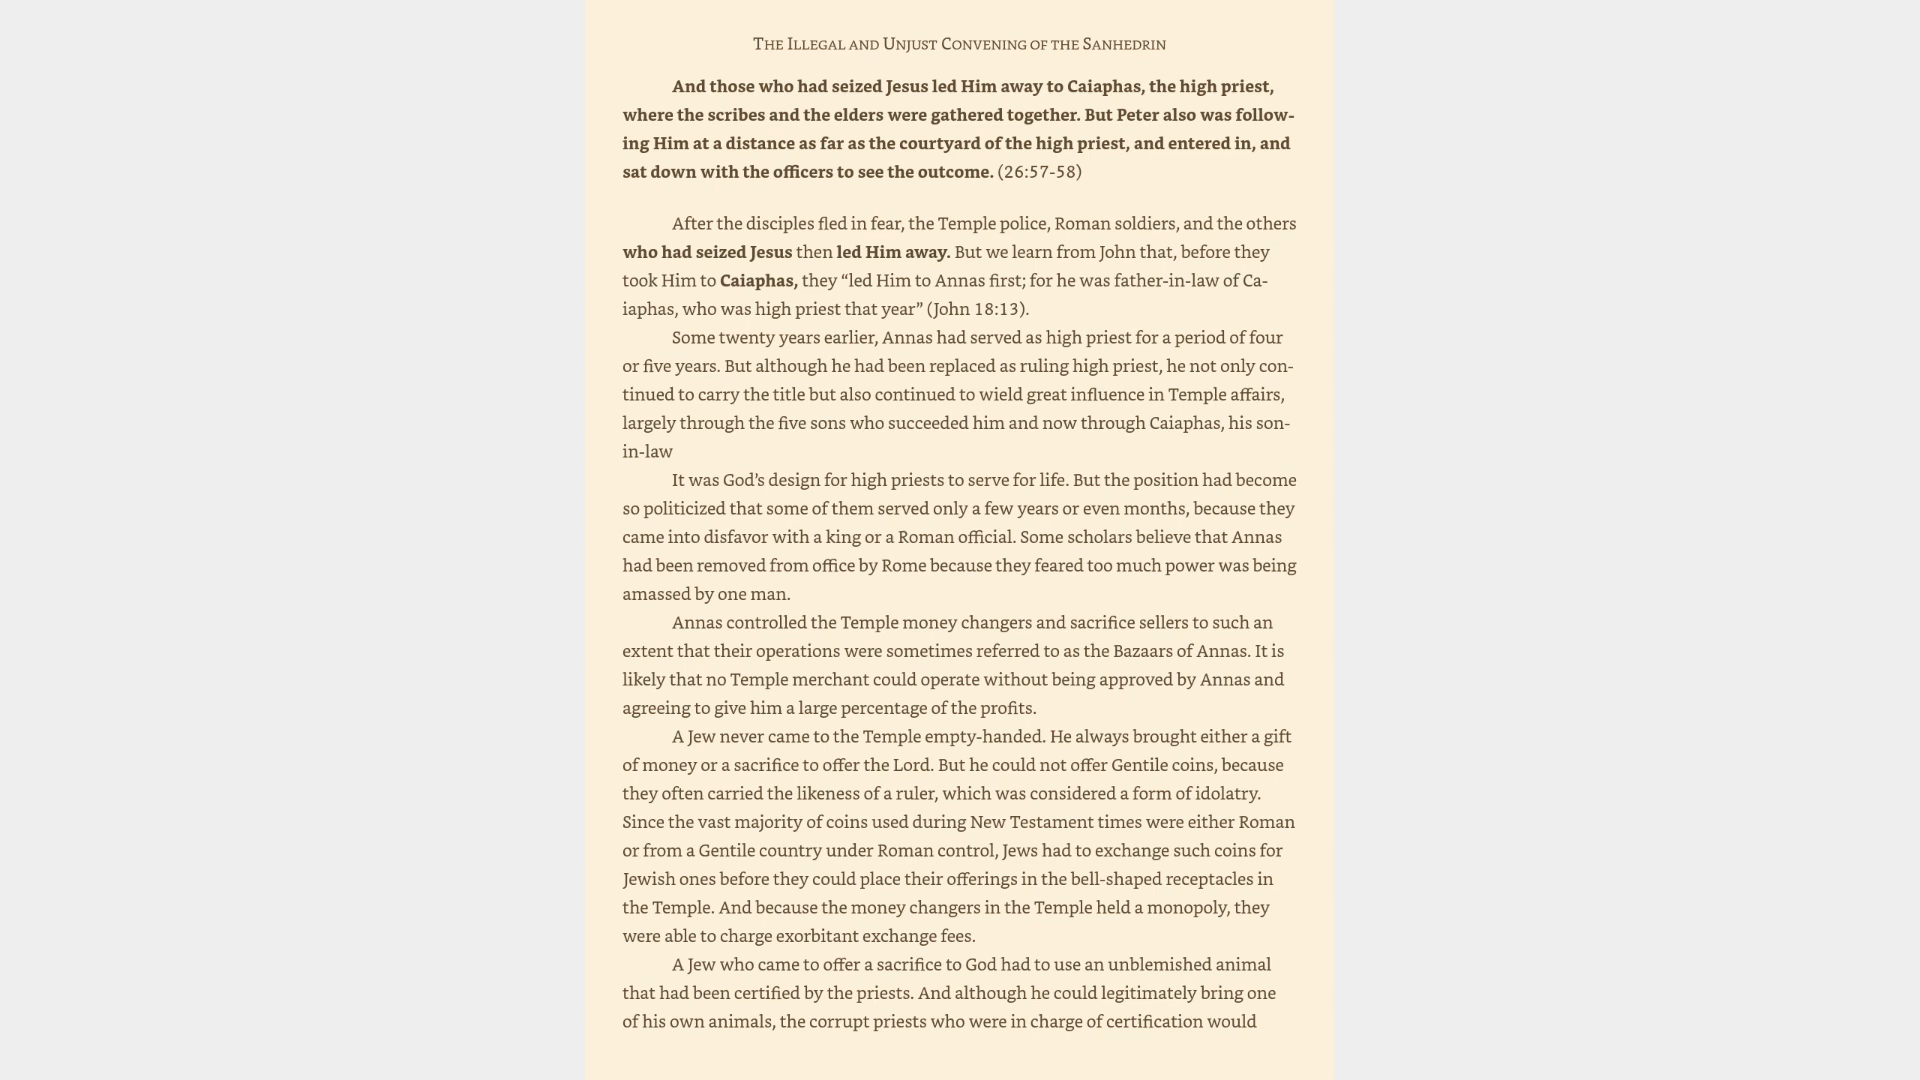 The Illegal and Unjust Convening of the Sanhedrin
And those who had seized Jesus led Him away to Caiaphas, the high priest,
where the scribes and the elders were gathered together. But Peter also was follow-
ing Him at a distance as far as the courtyard of the high priest, and entered in, and
sat down with the officers to see the outcome. (26:57-58)
After the disciples fled in fear, the Temple police, Roman soldiers, and the others
who had seized Jesus then led Him away. But we learn from John that, before they
took Him to Caiaphas, they “led Him to Annas first; for he was father-in-law of Ca-
iaphas, who was high priest that year” (John 18:13).
Some twenty years earlier, Annas had served as high priest for a period of four
or five years. But although he had been replaced as ruling high priest, he not only con-
tinued to carry the title but also continued to wield great influence in Temple affairs,
largely through the five sons who succeeded him and now through Caiaphas, his son-
in-law
It was God’s design for high priests to serve for life. But the position had become
so politicized that some of them served only a few years or even months, because they
came into disfavor with a king or a Roman official. Some scholars believe that Annas
had been removed from office by Rome because they feared too much power was being
amassed by one man.
Annas controlled the Temple money changers and sacrifice sellers to such an
extent that their operations were sometimes referred to as the Bazaars of Annas. It is
likely that no Temple merchant could operate without being approved by Annas and
agreeing to give him a large percentage of the profits.
A Jew never came to the Temple empty-handed. He always brought either a gift
of money or a sacrifice to offer the Lord. But he could not offer Gentile coins, because
they often carried the likeness of a ruler, which was considered a form of idolatry.
Since the vast majority of coins used during New Testament times were either Roman
or from a Gentile country under Roman control, Jews had to exchange such coins for
Jewish ones before they could place their offerings in the bell-shaped receptacles in
the Temple. And because the money changers in the Temple held a monopoly, they
were able to charge exorbitant exchange fees.
A Jew who came to offer a sacrifice to God had to use an unblemished animal
that had been certified by the priests. And although he could legitimately bring one
of his own animals, the corrupt priests who were in charge of certification would